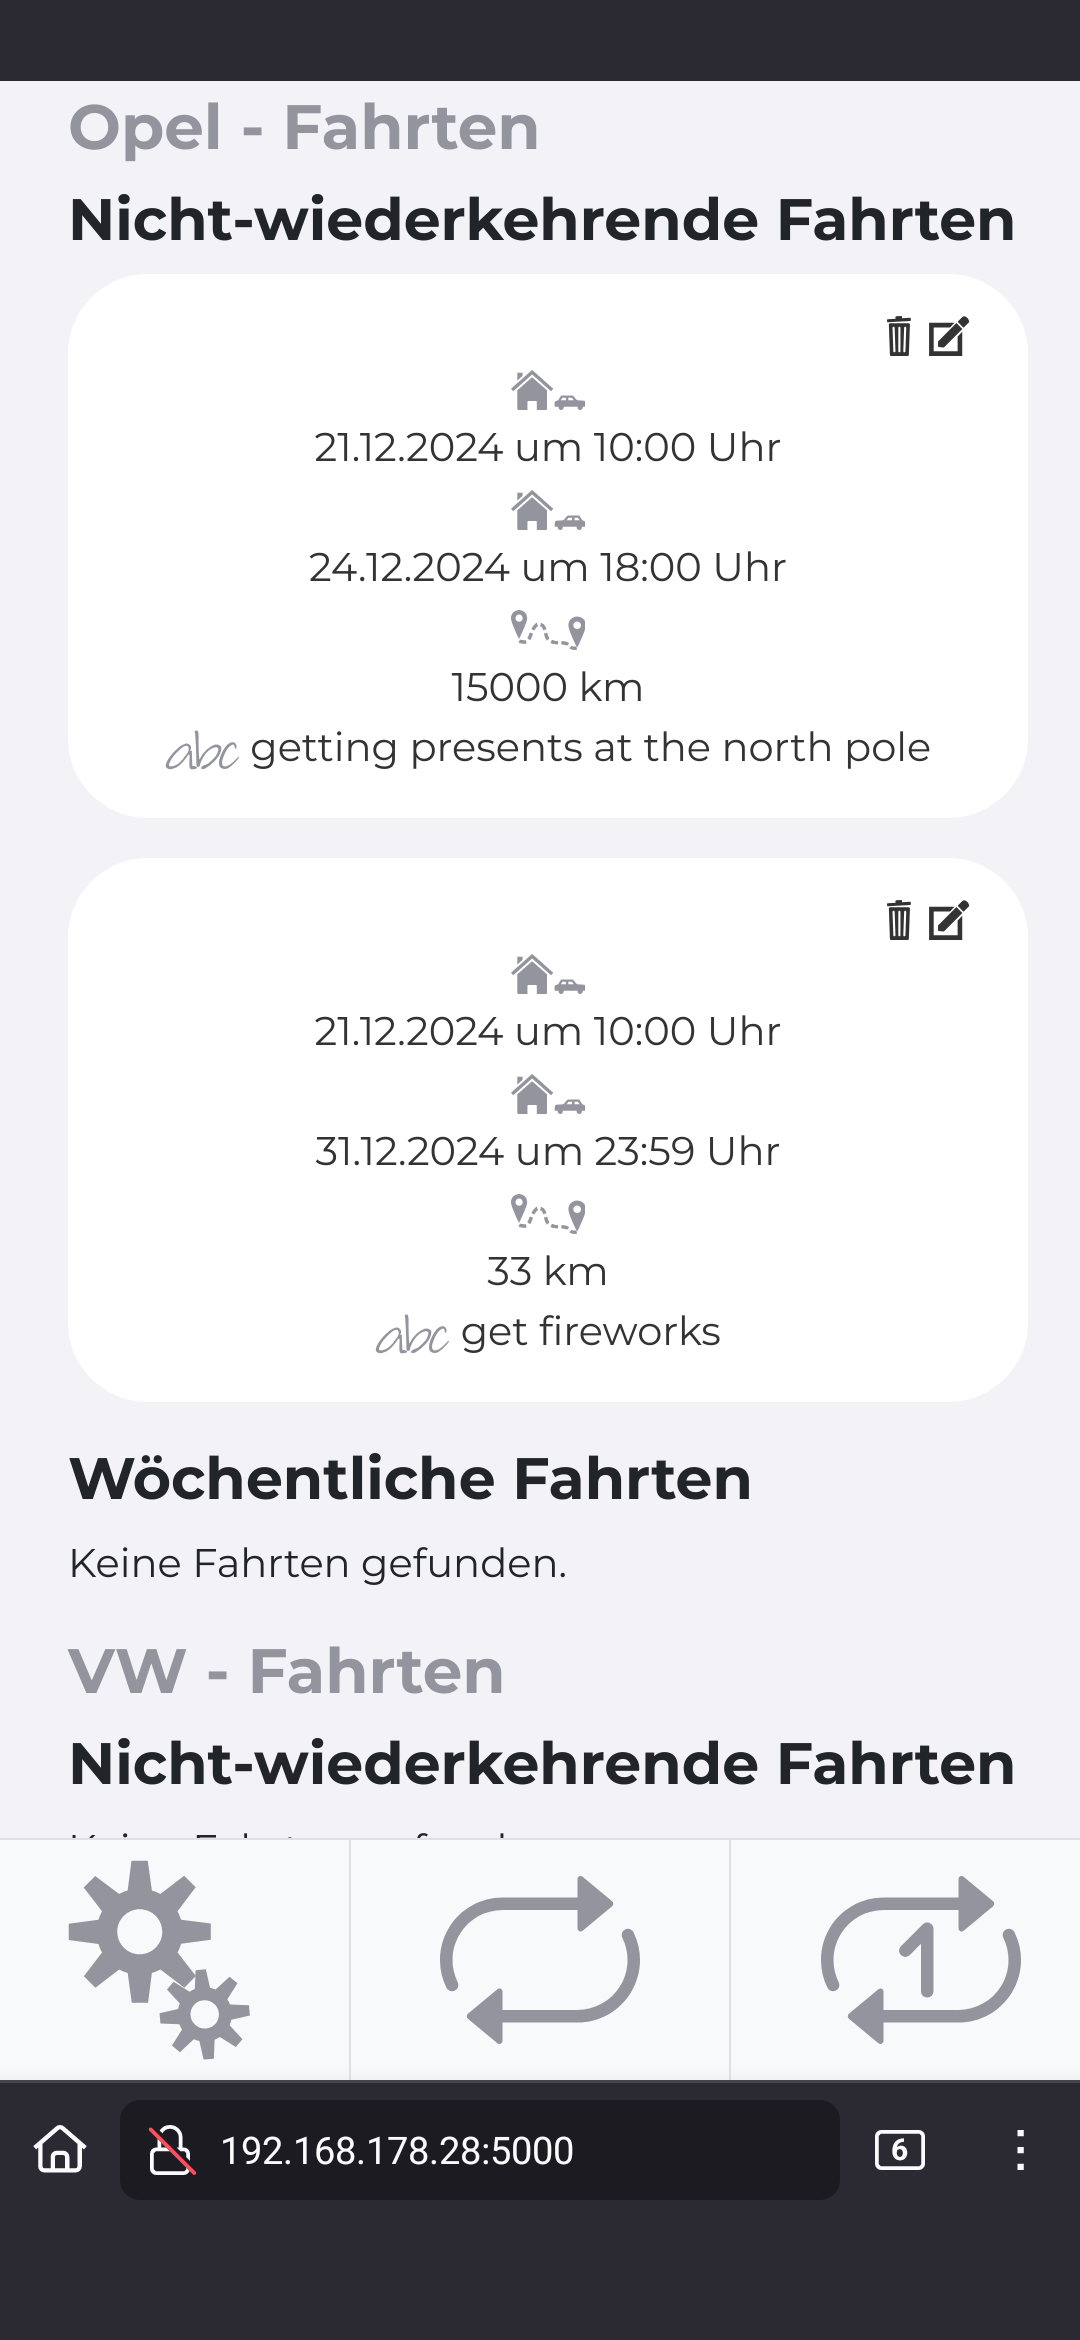 Opel - Fahrten
Nicht-wiederkehrende Fahrten
21.12.2024 um 10:00 Uhr
24.12.2024 um 18:00 Uhr
15000 km
abc getting presents at the north pole
21.12.2024 um 10:00 Uhr
31.12.2024 um 23:59 Uhr
33 km
abc get fireworks
Wöchentliche Fahrten
Keine Fahrten gefunden.
VW - Fahrten
Nicht-wiederkehrende Fahrten
1
192.168.178.28:5000
6